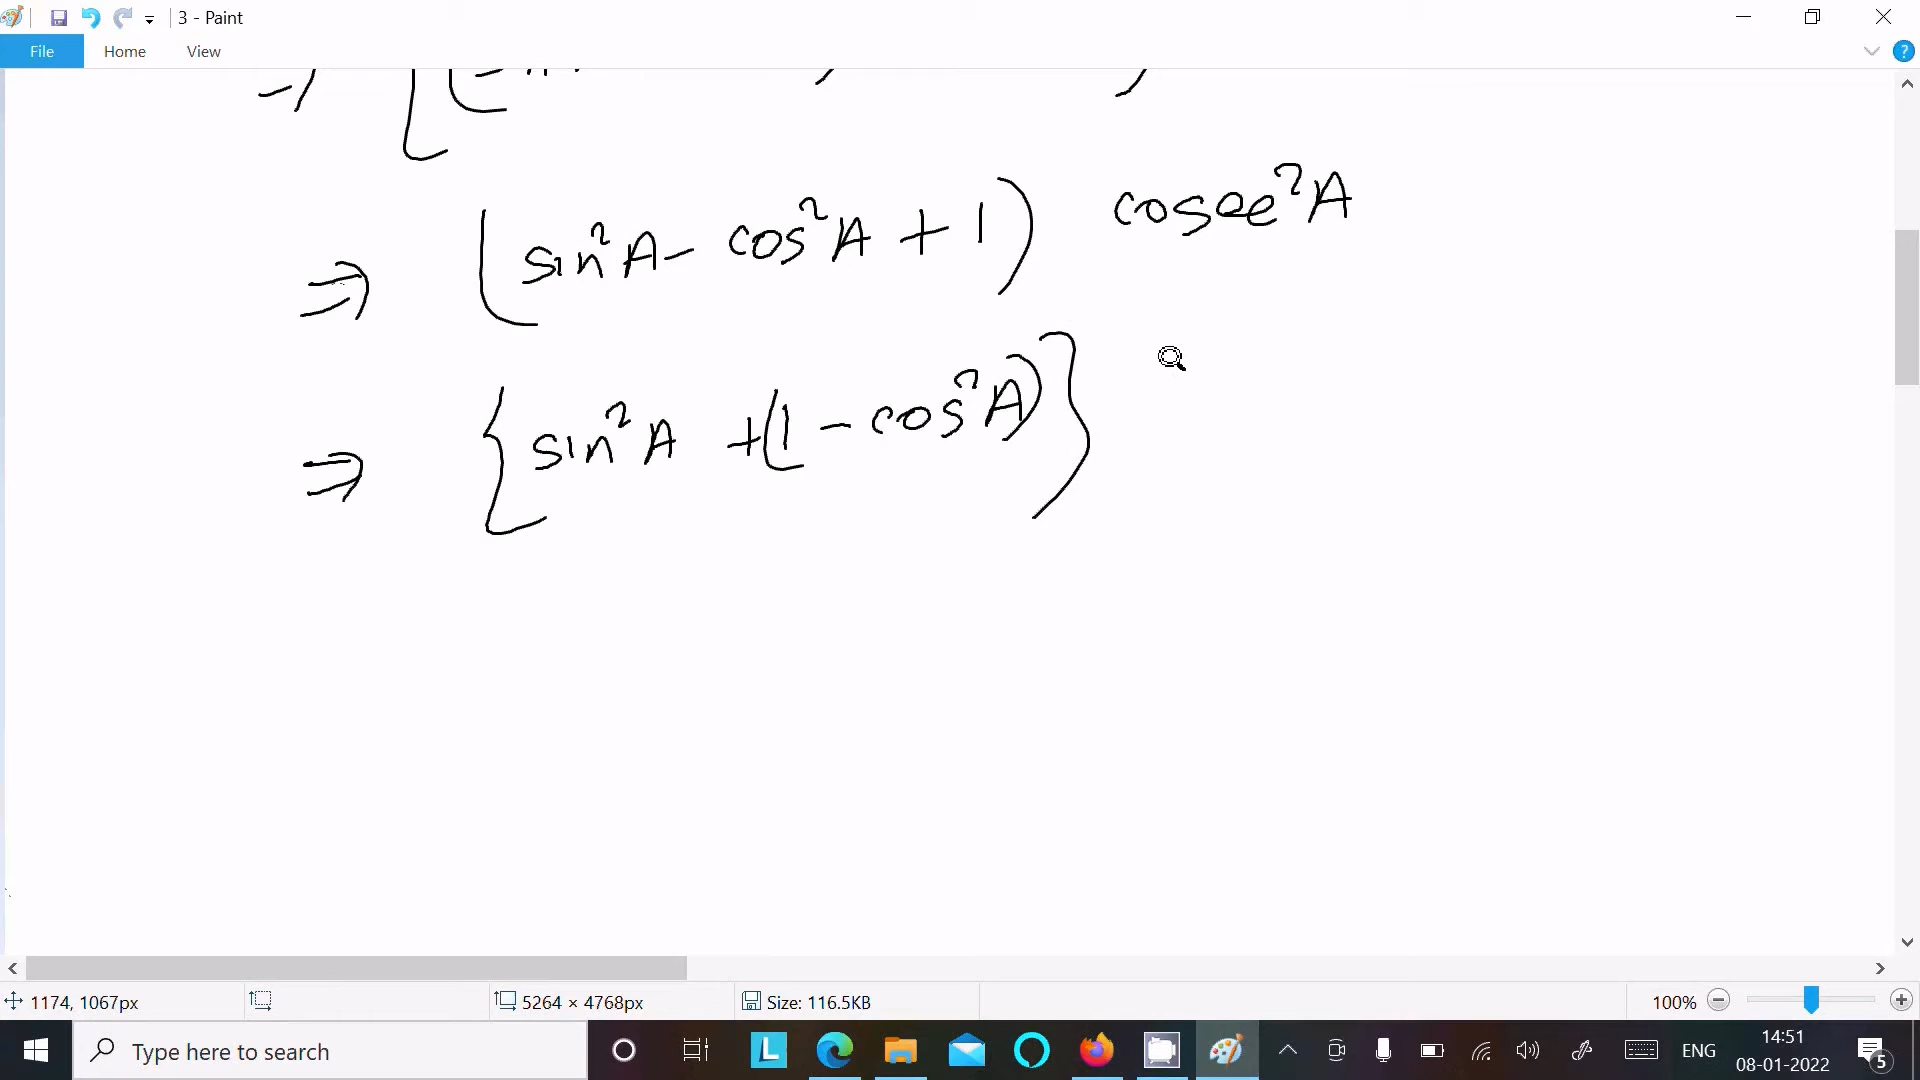 3 - Paint
File Home View
⇒ (sin²A - cos²A + 1) cosec²A
⇒ {sin²A + (1 - cos²A)}
1174, 1067px 5264 × 4768px Size: 116.5KB 100%
Type here to search L ENG 14:51
08-01-2022 5